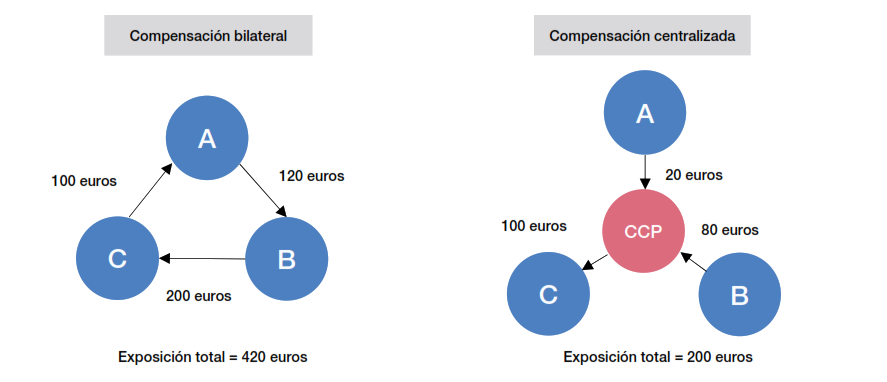 Compensación bilateral
A
100 euros
120 euros
C
B
200 euros
Exposición total = 420 euros
Compensación centralizada
A
20 euros
100 euros
CCP
80 euros
C
B
Exposición total = 200 euros